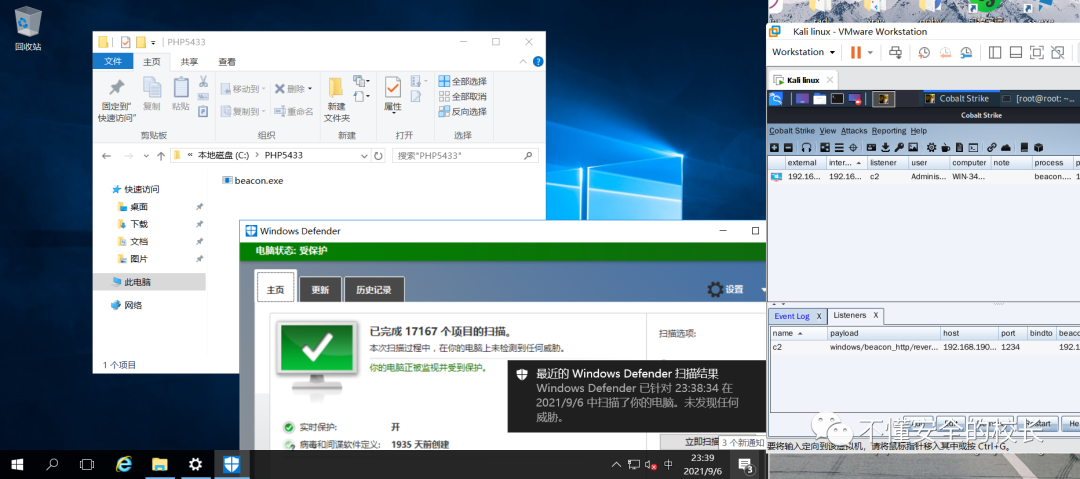 回收站
PHP5433
文件
主页
共享
查看
固定到"
快速访问"
复制
粘贴
剪贴板
移动到
复制到
删除
重命名
组织
新建
文件夹
新建
属性
打开
全部选择
全部取消
反向选择
选择
« 本地磁盘 (C:) > PHP5433
搜索"PHP5433"
快速访问
桌面
下载
文档
图片
此电脑
网络
beacon.exe
1 个项目
Windows Defender
电脑状态: 受保护
主页
更新
历史记录
设置
已完成 17167 个项目的扫描。
本次扫描过程中，在你的电脑上未检测到任何威胁。
你的电脑正被监视并受到保护。
扫描选项:
实时保护:
开
病毒和间谍软件定义:
1935 天前创建
立即扫描
最近的 Windows Defender 扫描结果
Windows Defender 已针对 23:38:34 在
2021/9/6 中扫描了你的电脑。未发现任何
威胁。
3 个新通知
中
23:39
2021/9/6
3
Kali linux - VMware Workstation
Workstation
Kali linux
Cobalt Strike
[root@root: ~...
Cobalt Strike
Cobalt Strike View Attacks Reporting Help
external inter... listener user computer note process p
192.16... 192.16... c2 Adminis... WIN-34... beacon....
Event Log X
Listeners X
name payload host port bindto beaco
c2 windows/beacon_http/rever... 192.168.190... 1234 192.1
start
He
不懂安全的校长
要将输入定向到该虚拟机，请将鼠标指针移入其中或按 Ctrl+G。